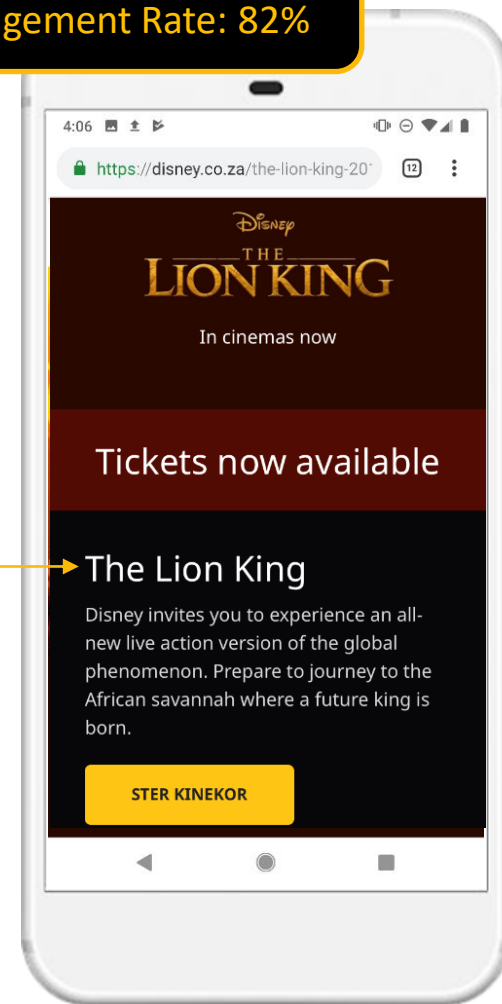 gement Rate: 82%
4:06
https://disney.co.za/the-lion-king-201
12
Disney
THE
LION KING
In cinemas now
Tickets now available
The Lion King
Disney invites you to experience an all-
new live action version of the global
phenomenon. Prepare to journey to the
African savannah where a future king is
born.
STER KINEKOR